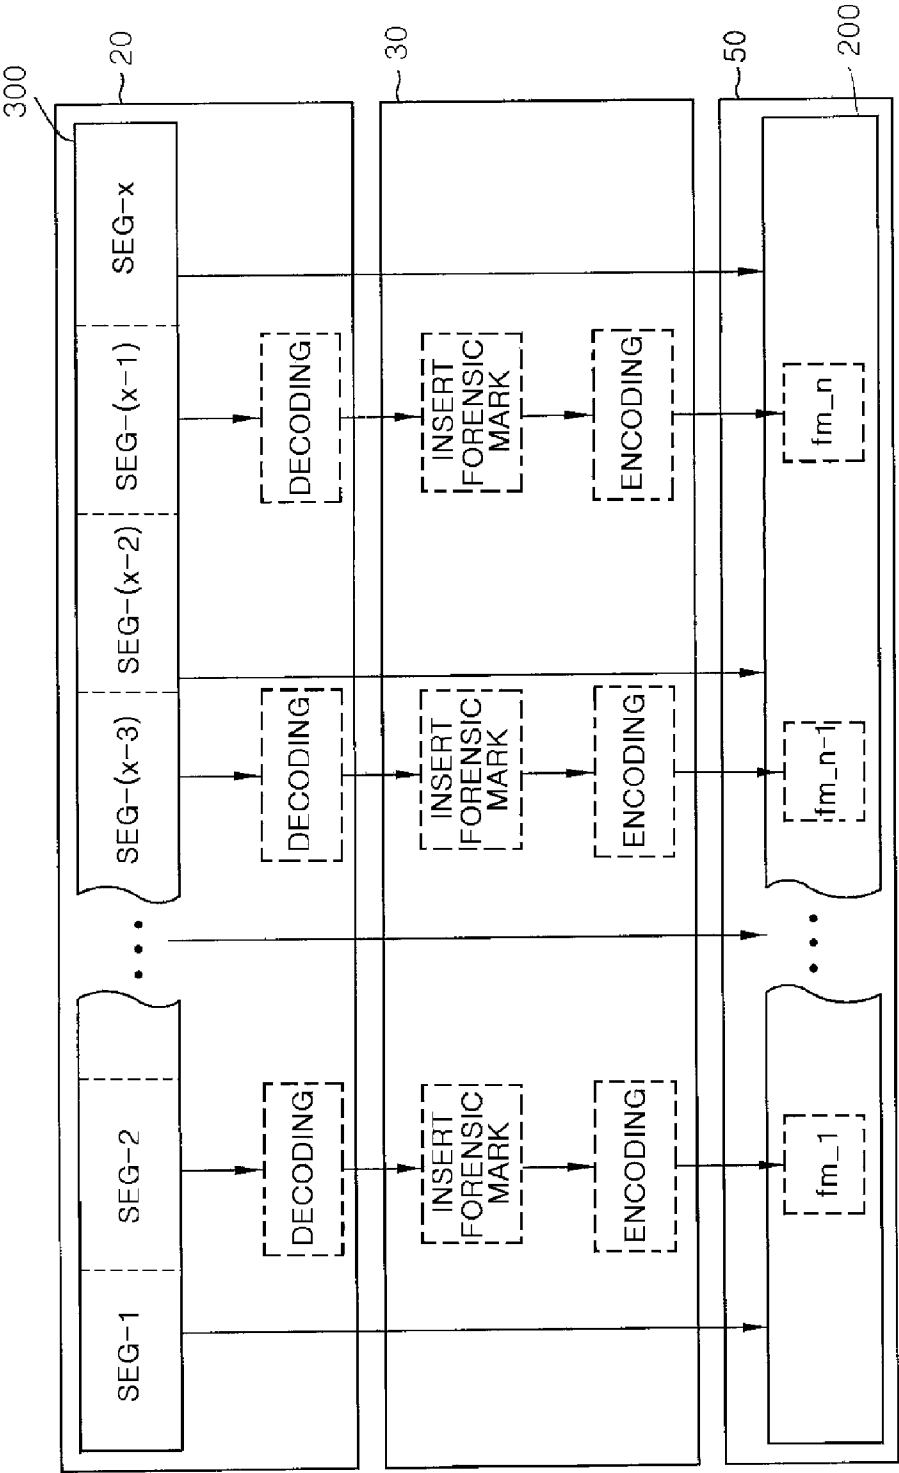 300
20
SEG-1
SEG-2
SEG-(x-3)
SEG-(x-2)
SEG-(x-1)
SEG-x
DECODING
DECODING
DECODING
30
INSERT
FORENSIC
MARK
INSERT
FORENSIC
MARK
INSERT
FORENSIC
MARK
ENCODING
ENCODING
ENCODING
50
fm_1
fm_n-1
fm_n
200